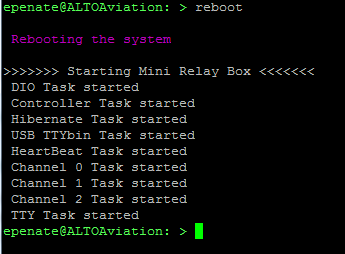 epenate@ALTOAviation: > reboot
Rebooting the system
>>>>>>> Starting Mini Relay Box <<<<<<<
DIO Task started
Controller Task started
Hibernate Task started
USB TTYbin Task started
HeartBeat Task started
Channel 0 Task started
Channel 1 Task started
Channel 2 Task started
TTY Task started
epenate@ALTOAviation: >